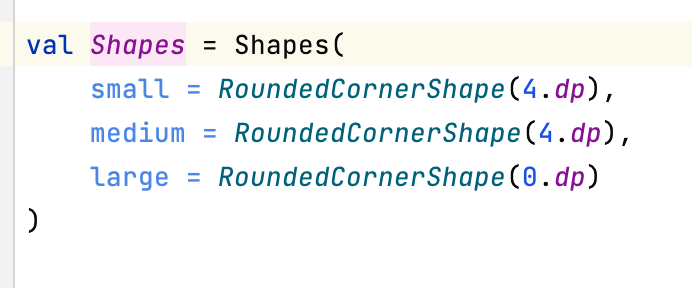 val Shapes = Shapes(
    small = RoundedCornerShape(4.dp),
    medium = RoundedCornerShape(4.dp),
    large = RoundedCornerShape(0.dp)
)